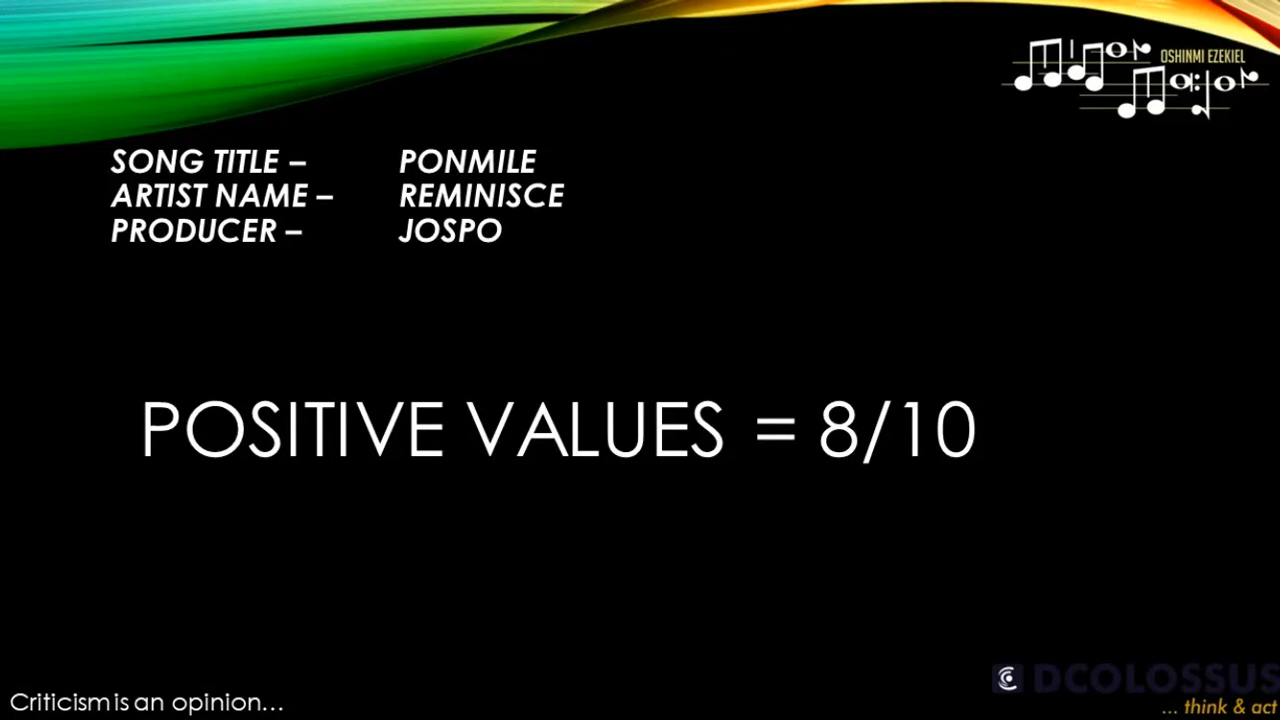 OSHINMI EZEKIEL
SONG TITLE – PONMILE
ARTIST NAME – REMINISCE
PRODUCER – JOSPO
POSITIVE VALUES = 8/10
Criticism is an opinion...
DCOLOSSUS
... think & act